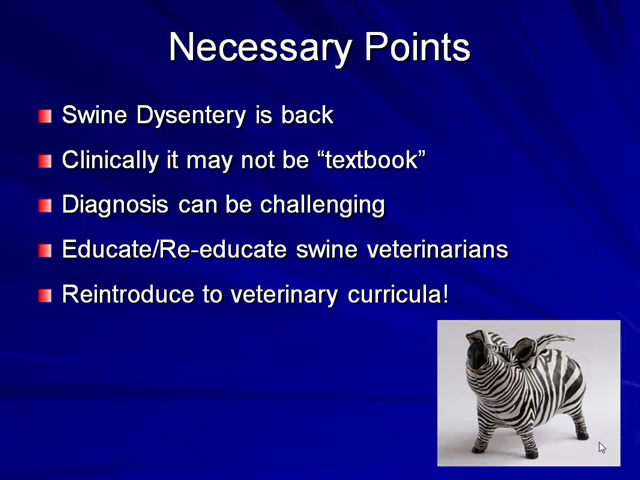 Necessary Points
Swine Dysentery is back
Clinically it may not be “textbook”
Diagnosis can be challenging
Educate/Re-educate swine veterinarians
Reintroduce to veterinary curricula!